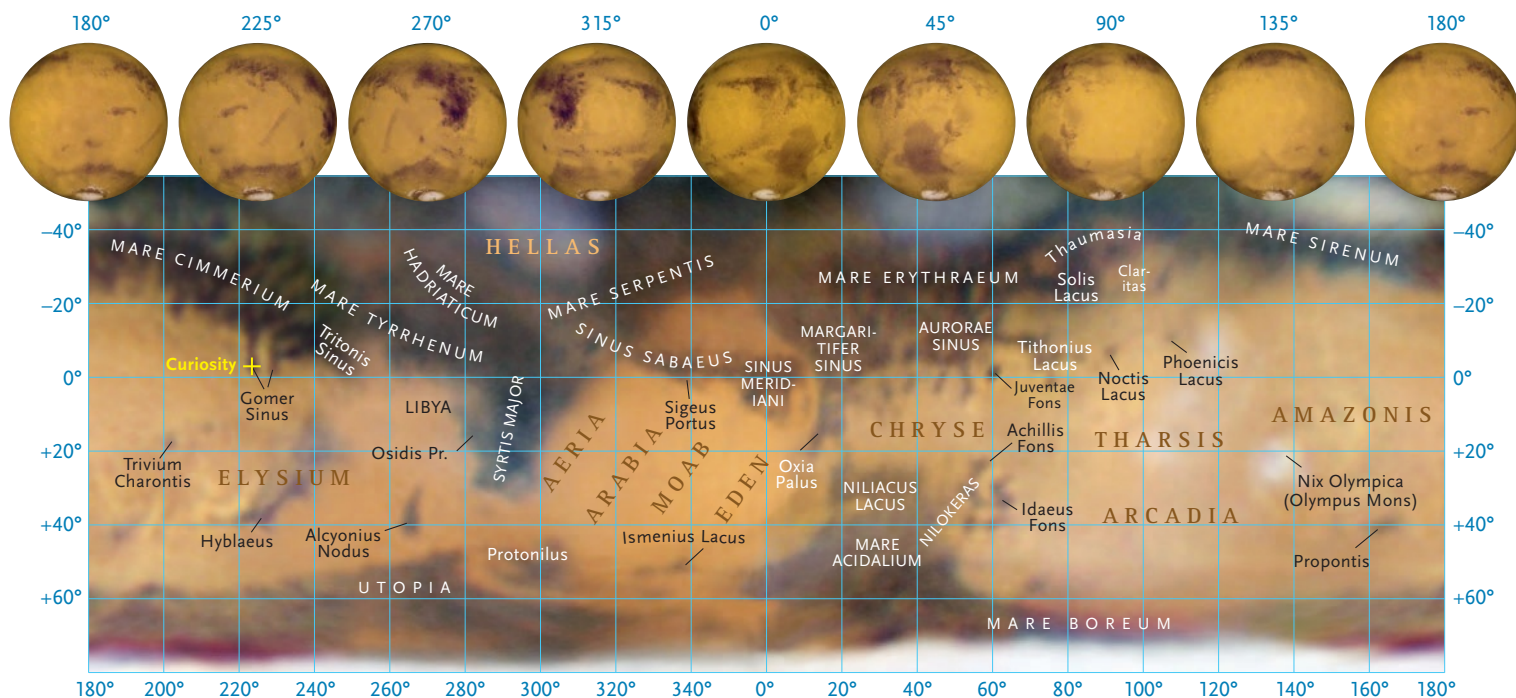 180° 225° 270° 315° 0° 45° 90° 135° 180°
–40° –40°
MARE CIMMERIUM
HELLAS
MARE
HADRIATICUM
MARE SERPENTIS
MARE ERYTHRAEUM
Thaumasia
Solis
Lacus
Clar-
itas
MARE SIRENUM
–20° –20°
MARE TYRRHENUM
Tritonis
Sinus
SINUS SABAEUS
SINUS
MERID-
IANI
MARGARI-
TIFER
SINUS
AURORAE
SINUS
Tithonius
Lacus
Noctis
Lacus
Phoenicis
Lacus
Curiosity
0° 0°
Gomer
Sinus
LIBYA
SYRTIS MAJOR
Sigeus
Portus
Juventae
Fons
Osidis Pr.
AERIA
ARABIA
MOAB
EDEN
CHRYSE
Achillis
Fons
THARSIS
AMAZONIS
+20° +20°
Trivium
Charontis
ELYSIUM
Oxia
Palus
NILIACUS
LACUS
NILOKERAS
Idaeus
Fons
ARCADIA
Nix Olympica
(Olympus Mons)
+40° +40°
Hyblaeus
Alcyonius
Nodus
Protonilus
Ismenius Lacus
MARE
ACIDALIUM
Propontis
UTOPIA
+60° +60°
MARE BOREUM
180° 200° 220° 240° 260° 280° 300° 320° 340° 0° 20° 40° 60° 80° 100° 120° 140° 160° 180°